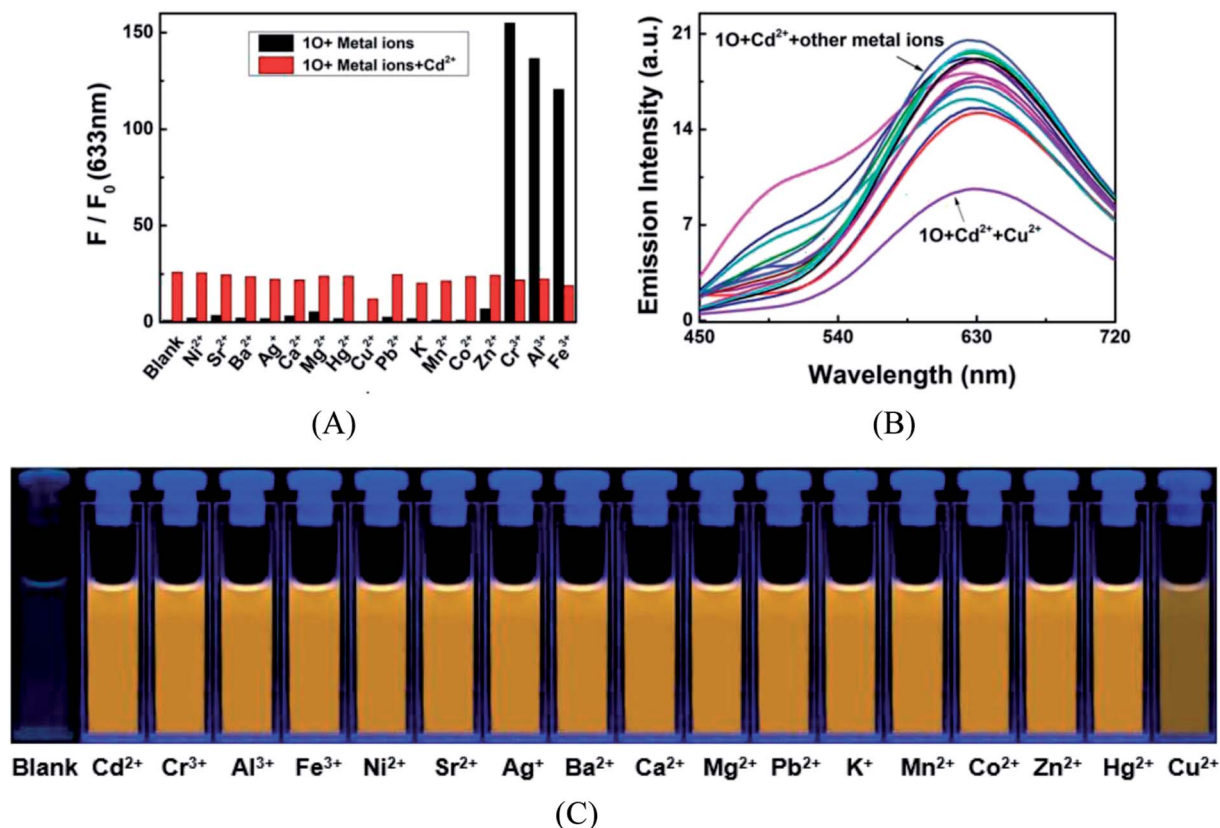 A
150
100
50
0
F / F₀ (633nm)
1O+ Metal ions
1O+ Metal ions+Cd²⁺
Blank
Ni²⁺
Sr²⁺
Ba²⁺
Ag⁺
Ca²⁺
Mg²⁺
Hg²⁺
Cu²⁺
Pb²⁺
K⁺
Mn²⁺
Co²⁺
Zn²⁺
Cr³⁺
Al³⁺
Fe³⁺
(A)
B
21
14
7
0
Emission Intensity (a.u.)
1O+Cd²⁺+other metal ions
1O+Cd²⁺+Cu²⁺
450 540 630 720
Wavelength (nm)
(B)
Blank Cd²⁺ Cr³⁺ Al³⁺ Fe³⁺ Ni²⁺ Sr²⁺ Ag⁺ Ba²⁺ Ca²⁺ Mg²⁺ Pb²⁺ K⁺ Mn²⁺ Co²⁺ Zn²⁺ Hg²⁺ Cu²⁺
(C)